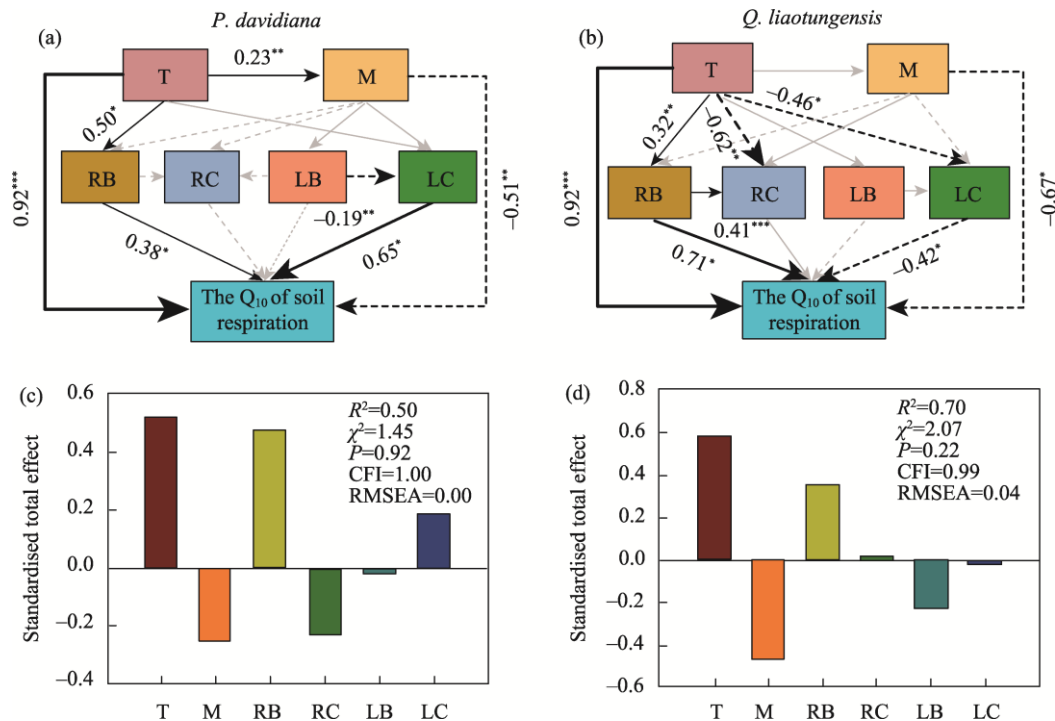 P. davidiana
(a)
T
0.23**
M
0.50*
RB
RC
LB
LC
0.92***
−0.51**
−0.19**
0.38*
0.65*
The Q10 of soil
respiration
Q. liaotungensis
(b)
T
M
−0.46*
0.32**
−0.62**
RB
RC
LB
LC
0.92***
−0.67*
0.41***
0.71*
−0.42*
The Q10 of soil
respiration
(c)
Standardised total effect
0.6
0.4
0.2
0.0
−0.2
−0.4
R²=0.50
χ²=1.45
P=0.92
CFI=1.00
RMSEA=0.00
T M RB RC LB LC
(d)
Standardised total effect
0.8
0.6
0.4
0.2
0.0
−0.2
−0.4
−0.6
R²=0.70
χ²=2.07
P=0.22
CFI=0.99
RMSEA=0.04
T M RB RC LB LC